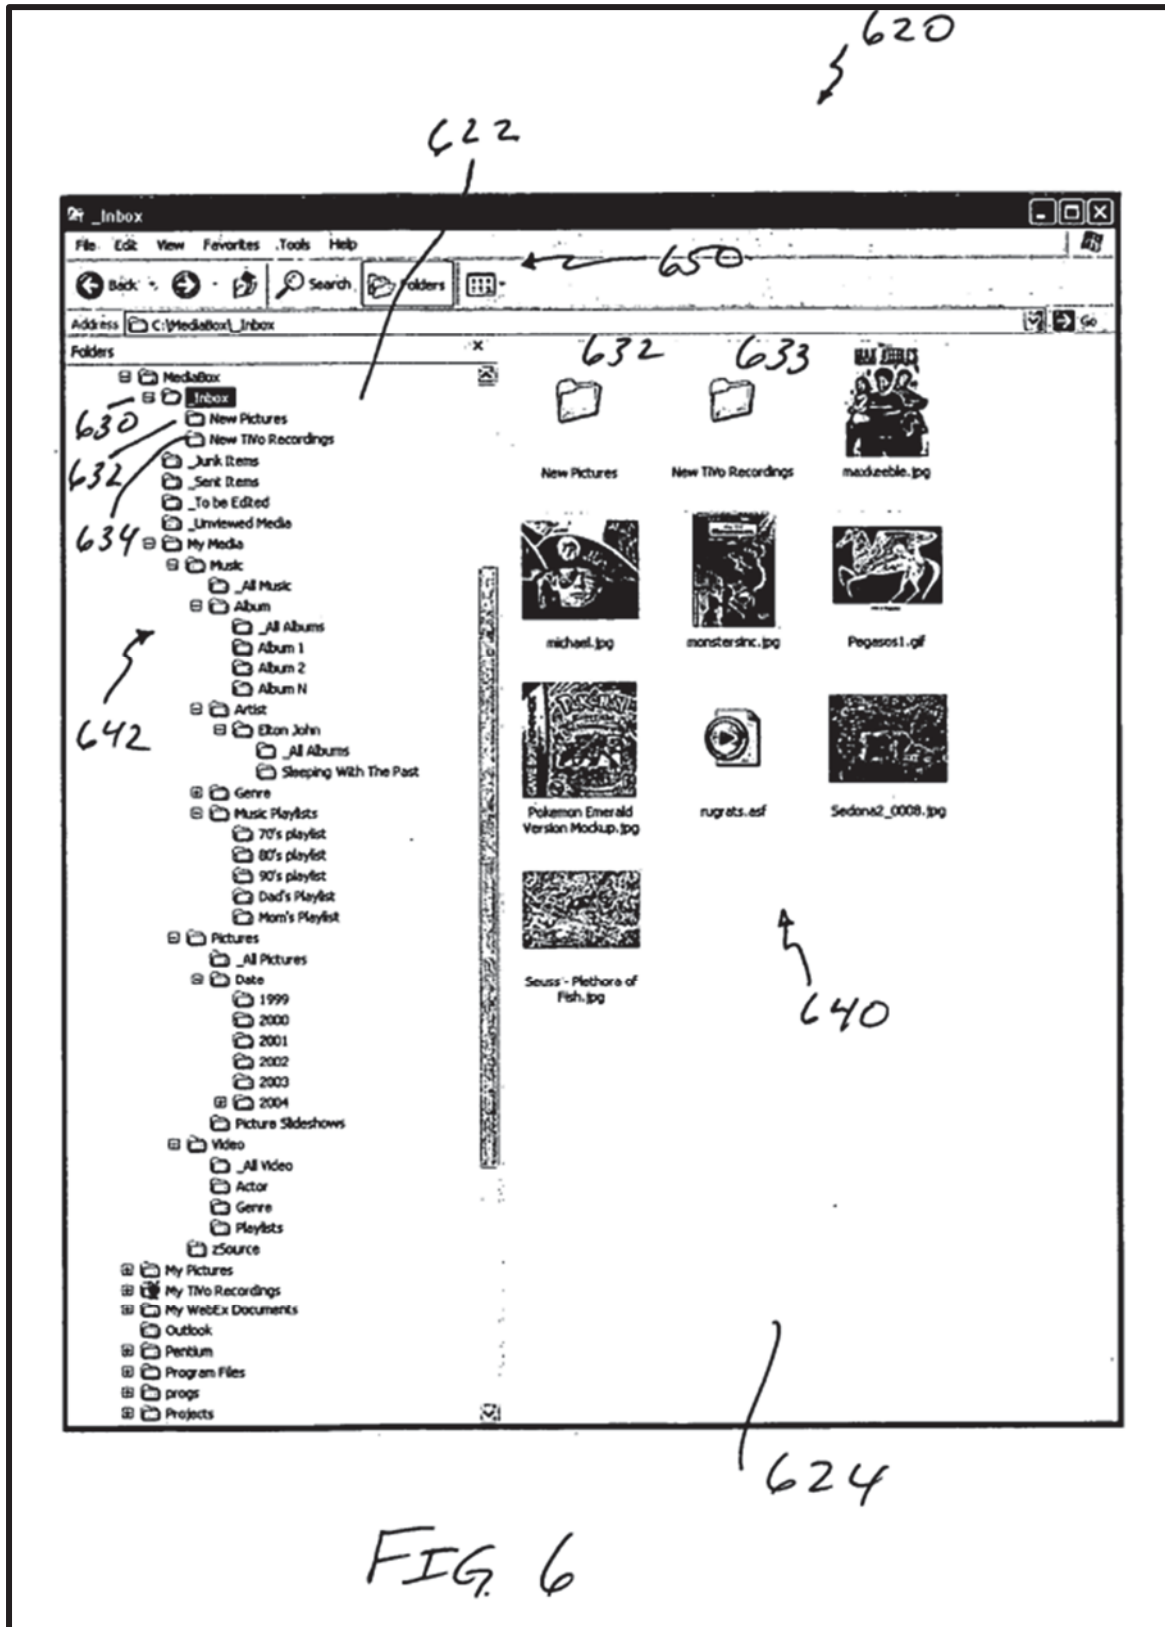 620
622
_Inbox
File Edit View Favorites Tools Help
650
Back Search Folders
Address C:\MediaBox\_Inbox Go
Folders x
632 633
MediaBox
_Inbox
630
New Pictures
New TiVo Recordings
632
_Junk Items
_Sent Items
_To be Edited
_Unviewed Media
634
My Media
Music
_All Music
Album
_All Albums
Album 1
Album 2
Album N
642
Artist
Elton John
_All Albums
Sleeping With The Past
Genre
Music Playlists
70's playlist
80's playlist
90's playlist
Dad's Playlist
Mom's Playlist
Pictures
_All Pictures
Date
1999
2000
2001
2002
2003
2004
Picture Slideshows
Video
_All Video
Actor
Genre
Playlists
zSource
My Pictures
My TiVo Recordings
My WebEx Documents
Outlook
Pentium
Program Files
progs
Projects
MAX KEEBLE'S
New Pictures New TiVo Recordings maxkeeble.jpg
michael.jpg monstersinc.jpg Pegasos1.gif
POKéMON
Pokemon Emerald
Version Mockup.jpg
rugrats.asf Sedona2_0008.jpg
Seuss - Plethora of
Fish.jpg
640
624
FIG. 6